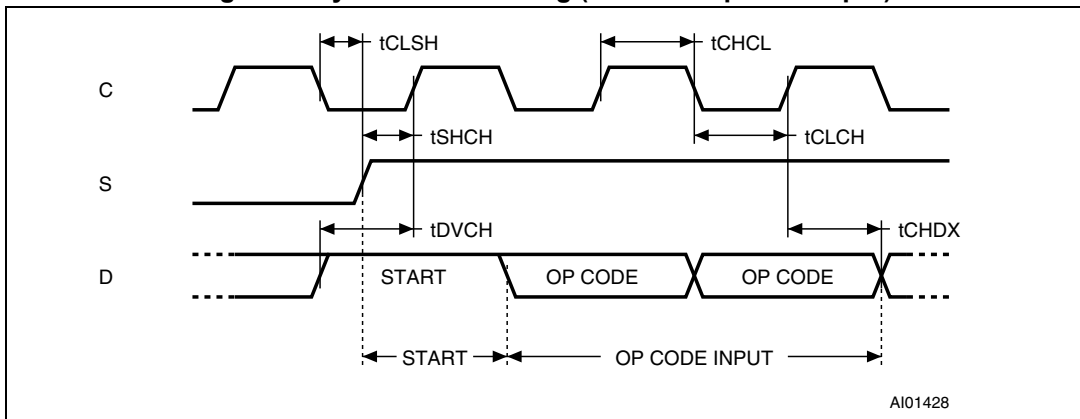 tCLSH
tCHCL
C
tSHCH
tCLCH
S
tDVCH
tCHDX
D
START
OP CODE
OP CODE
START
OP CODE INPUT
AI01428